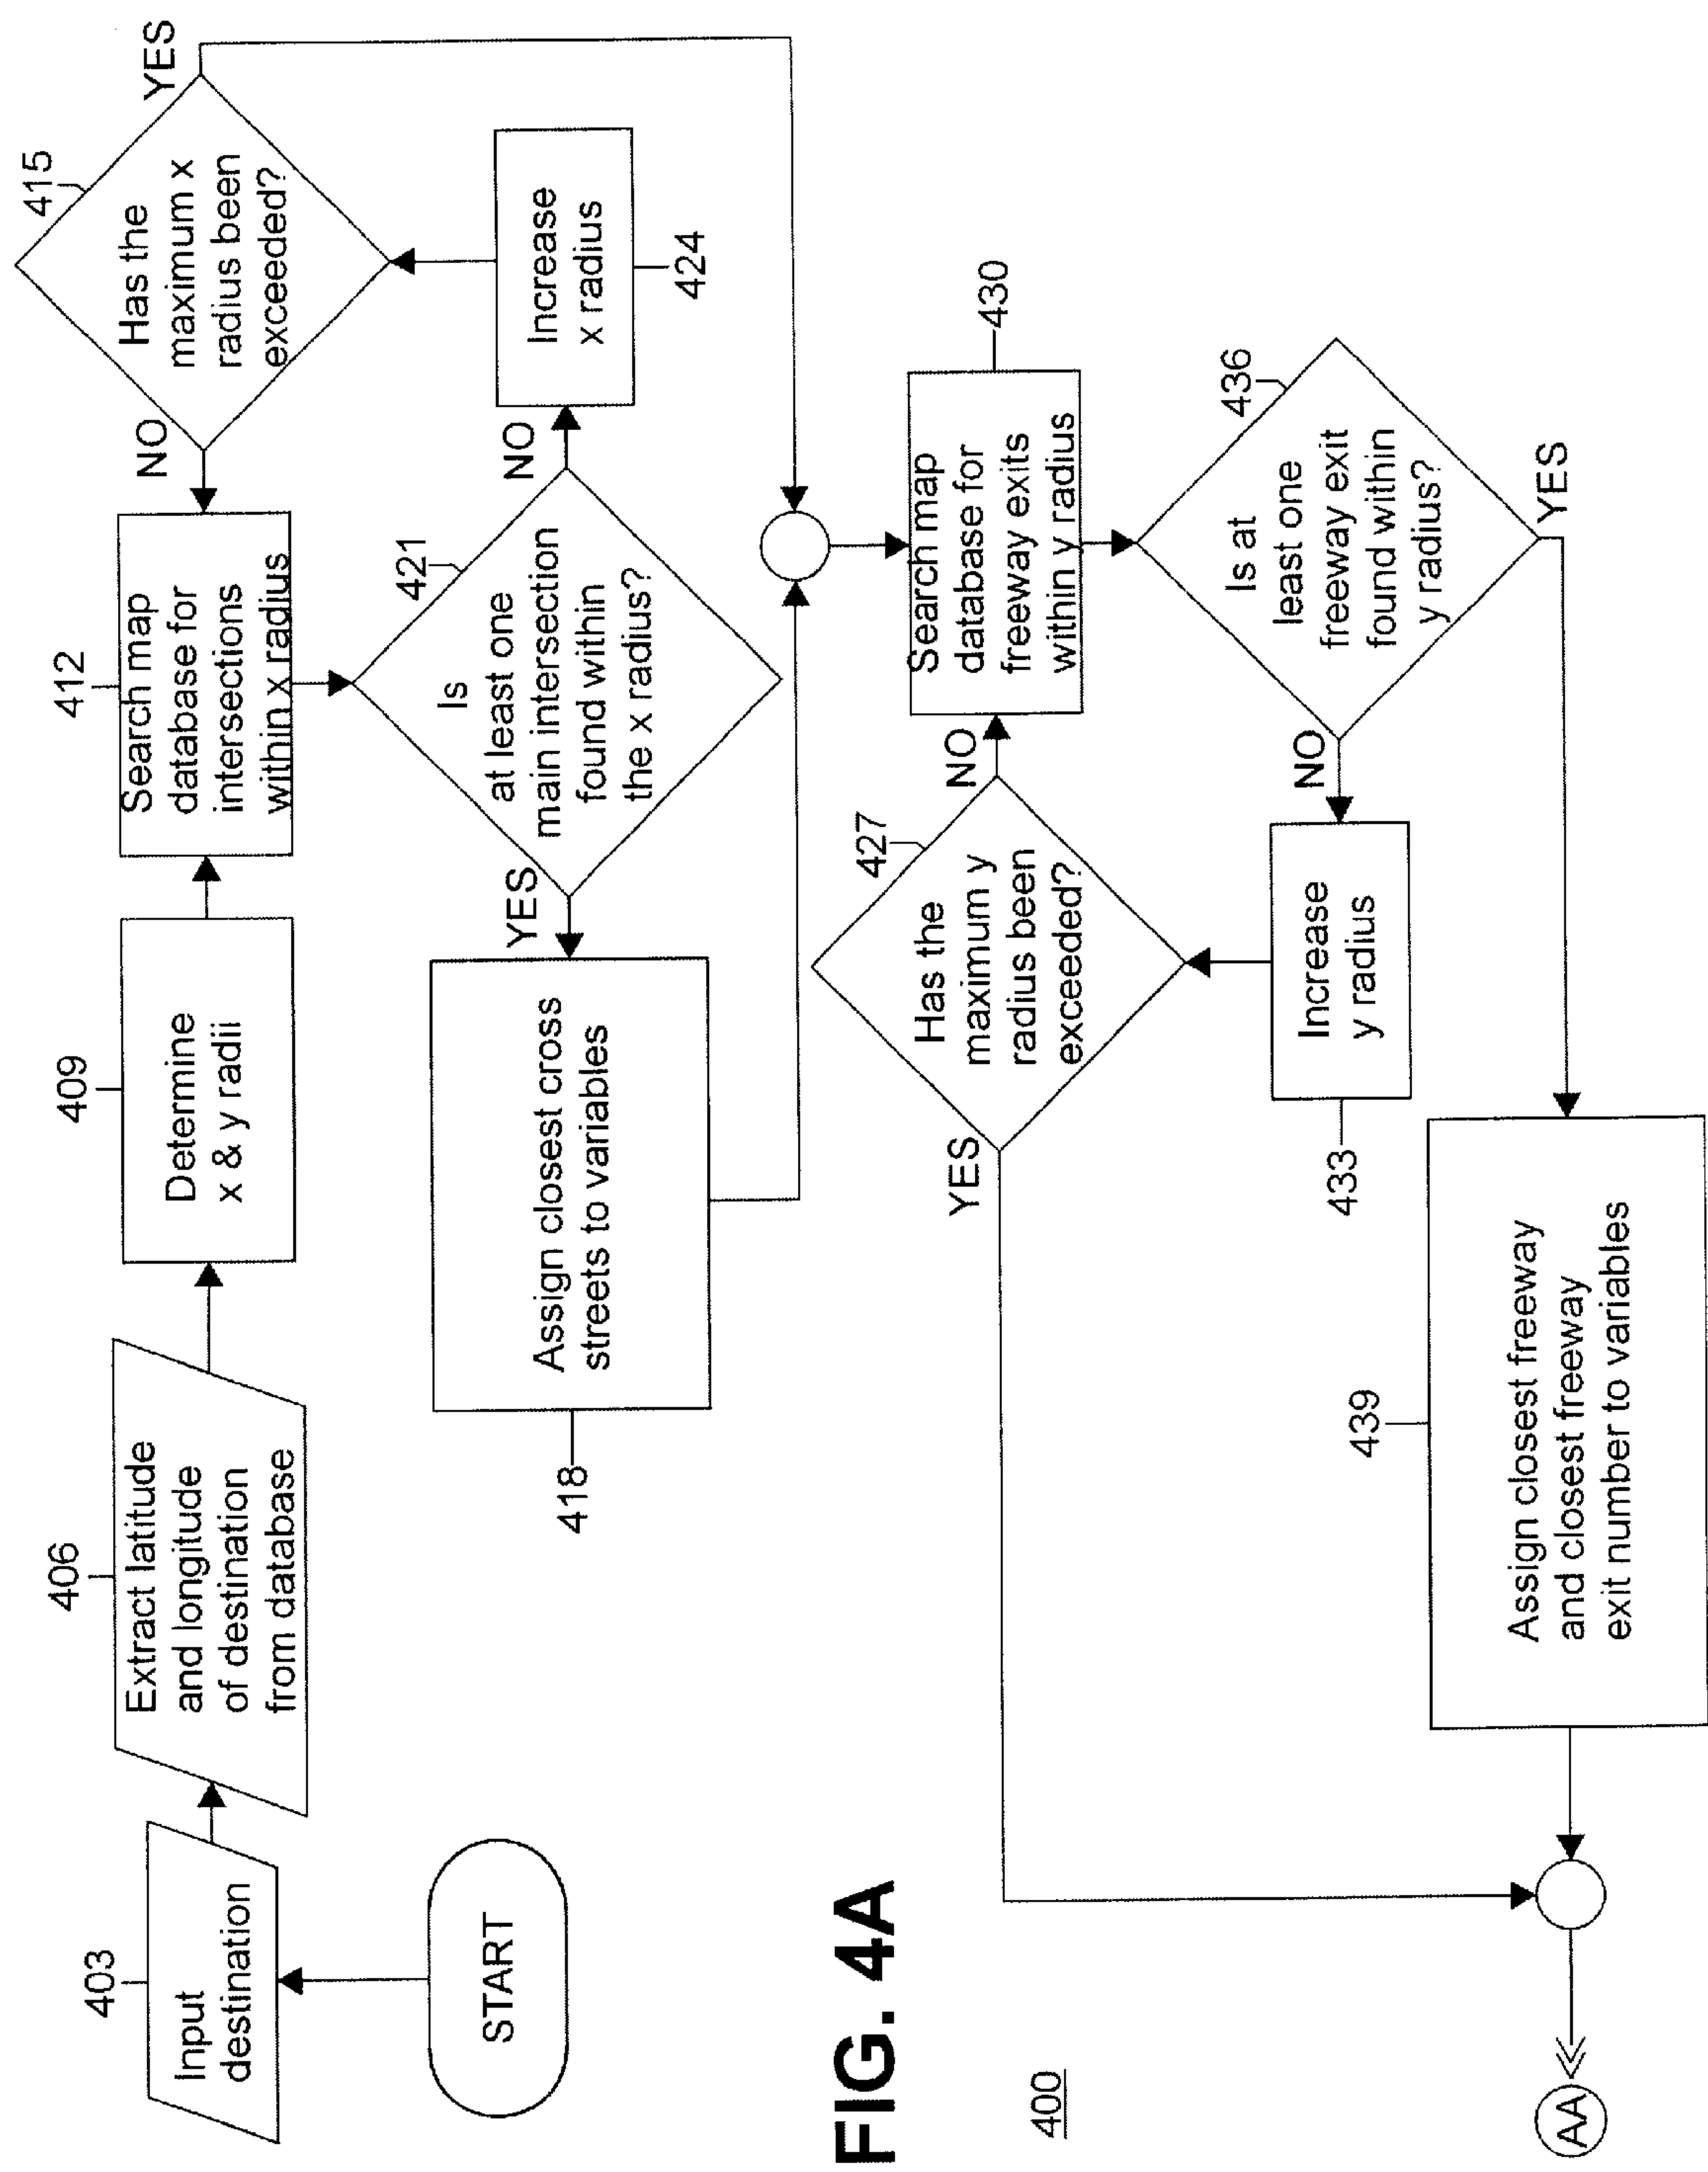 START
403
Input
destination
406
Extract latitude
and longitude
of destination
from database
409
Determine
x & y radii
412
Search map
database for
intersections
within x radius
NO
415
Has the
maximum x
radius been
exceeded?
YES
418
Assign closest cross
streets to variables
YES
421
Is
at least one
main intersection
found within
the x radius?
NO
Increase
x radius
424
FIG. 4A
400
YES
427
Has the
maximum y
radius been
exceeded?
NO
430
Search map
database for
freeway exits
within y radius
433
Increase
y radius
NO
436
Is at
least one
freeway exit
found within
y radius?
YES
439
Assign closest freeway
and closest freeway
exit number to variables
AA